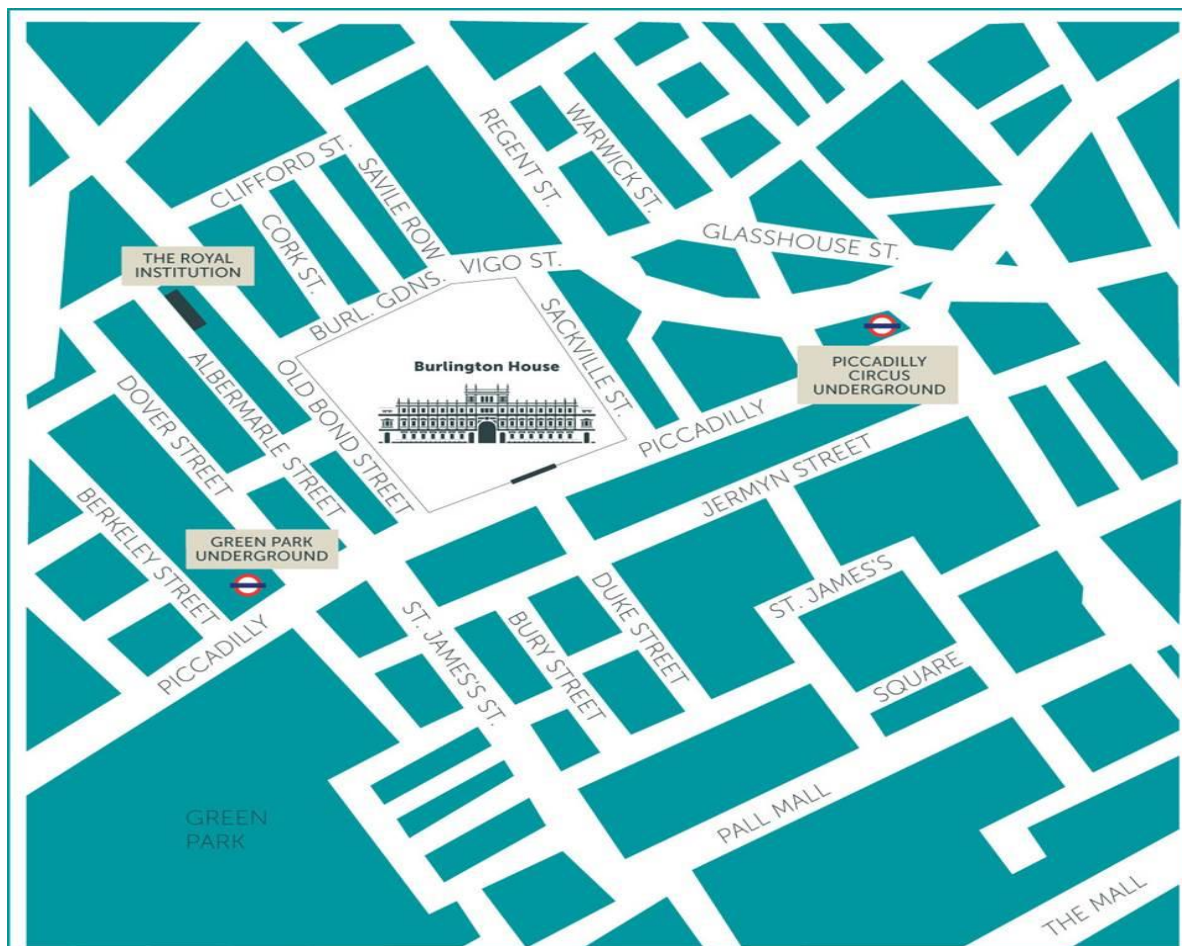 CLIFFORD ST.
SAVILE ROW
REGENT ST.
WARWICK ST.
GLASSHOUSE ST.
THE ROYAL
INSTITUTION
CORK ST.
BURL. GDNS.
VIGO ST.
SACKVILLE ST.
PICCADILLY
CIRCUS
UNDERGROUND
Burlington House
OLD BOND STREET
ALBERMARLE STREET
DOVER STREET
BERKELEY STREET
GREEN PARK
UNDERGROUND
PICCADILLY
PICCADILLY
JERMYN STREET
ST. JAMES'S ST.
BURY STREET
DUKE STREET
ST. JAMES'S
SQUARE
PALL MALL
THE MALL
GREEN
PARK